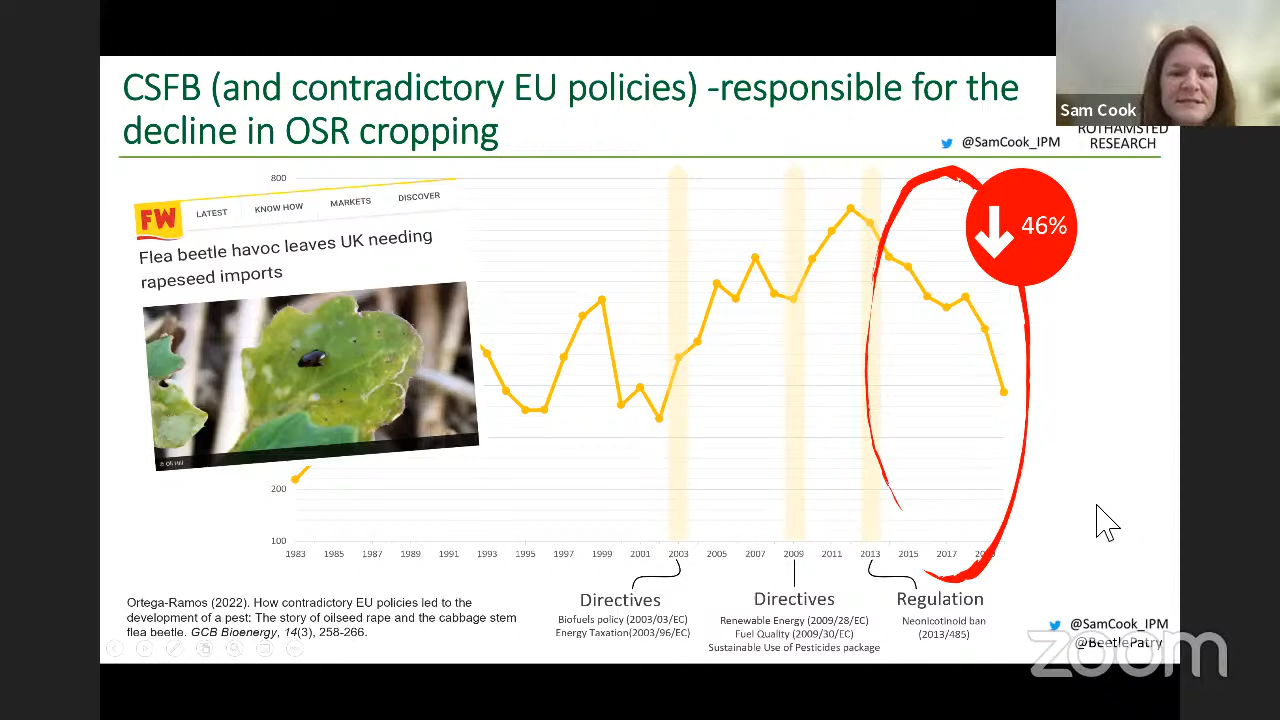 CSFB (and contradictory EU policies) -responsible for the
decline in OSR cropping
Sam Cook
@SamCook_IPM
ROTHAMSTED
RESEARCH
800
FW
LATEST KNOW HOW MARKETS DISCOVER
Flea beetle havoc leaves UK needing
rapeseed imports
46%
200
100
1983 1985 1987 1989 1991 1993 1995 1997 1999 2001 2003 2005 2007 2009 2011 2013 2015 2017
Directives
Biofuels policy (2003/03/EC)
Energy Taxation(2003/96/EC)
Directives
Renewable Energy (2009/28/EC)
Fuel Quality (2009/30/EC)
Sustainable Use of Pesticides package
Regulation
Neonicotinoid ban
(2013/485)
Ortega-Ramos (2022). How contradictory EU policies led to the
development of a pest: The story of oilseed rape and the cabbage stem
flea beetle. GCB Bioenergy, 14(3), 258-266.
@SamCook_IPM
@BeetlePatry
zoom